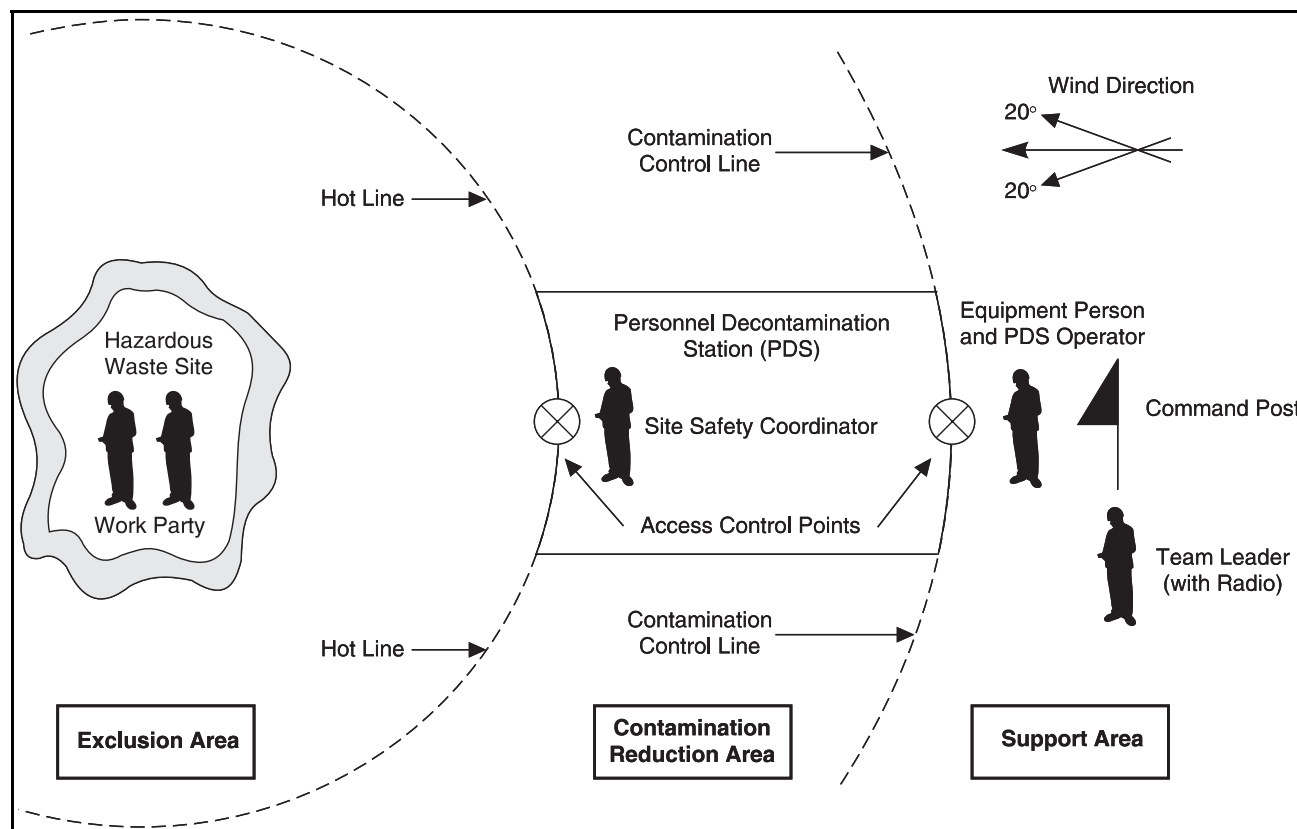 Wind Direction
20°
20°
Contamination
Control Line
Hot Line
Hazardous
Waste Site
Work Party
Personnel Decontamination
Station (PDS)
Site Safety Coordinator
Access Control Points
Equipment Person
and PDS Operator
Command Post
Team Leader
(with Radio)
Hot Line
Contamination
Control Line
Exclusion Area
Contamination
Reduction Area
Support Area